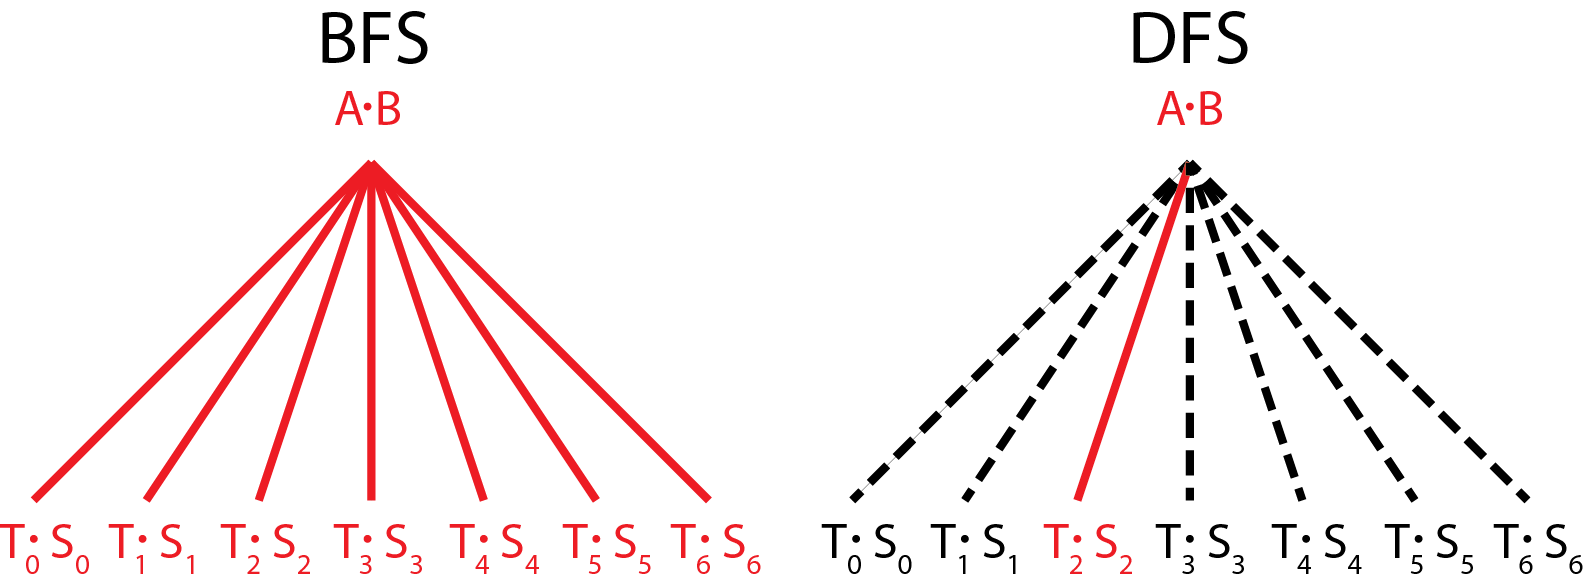 BFS DFS
A·B A·B
T₀·S₀ T₁·S₁ T₂·S₂ T₃·S₃ T₄·S₄ T₅·S₅ T₆·S₆ T₀·S₀ T₁·S₁ T₂·S₂ T₃·S₃ T₄·S₄ T₅·S₅ T₆·S₆